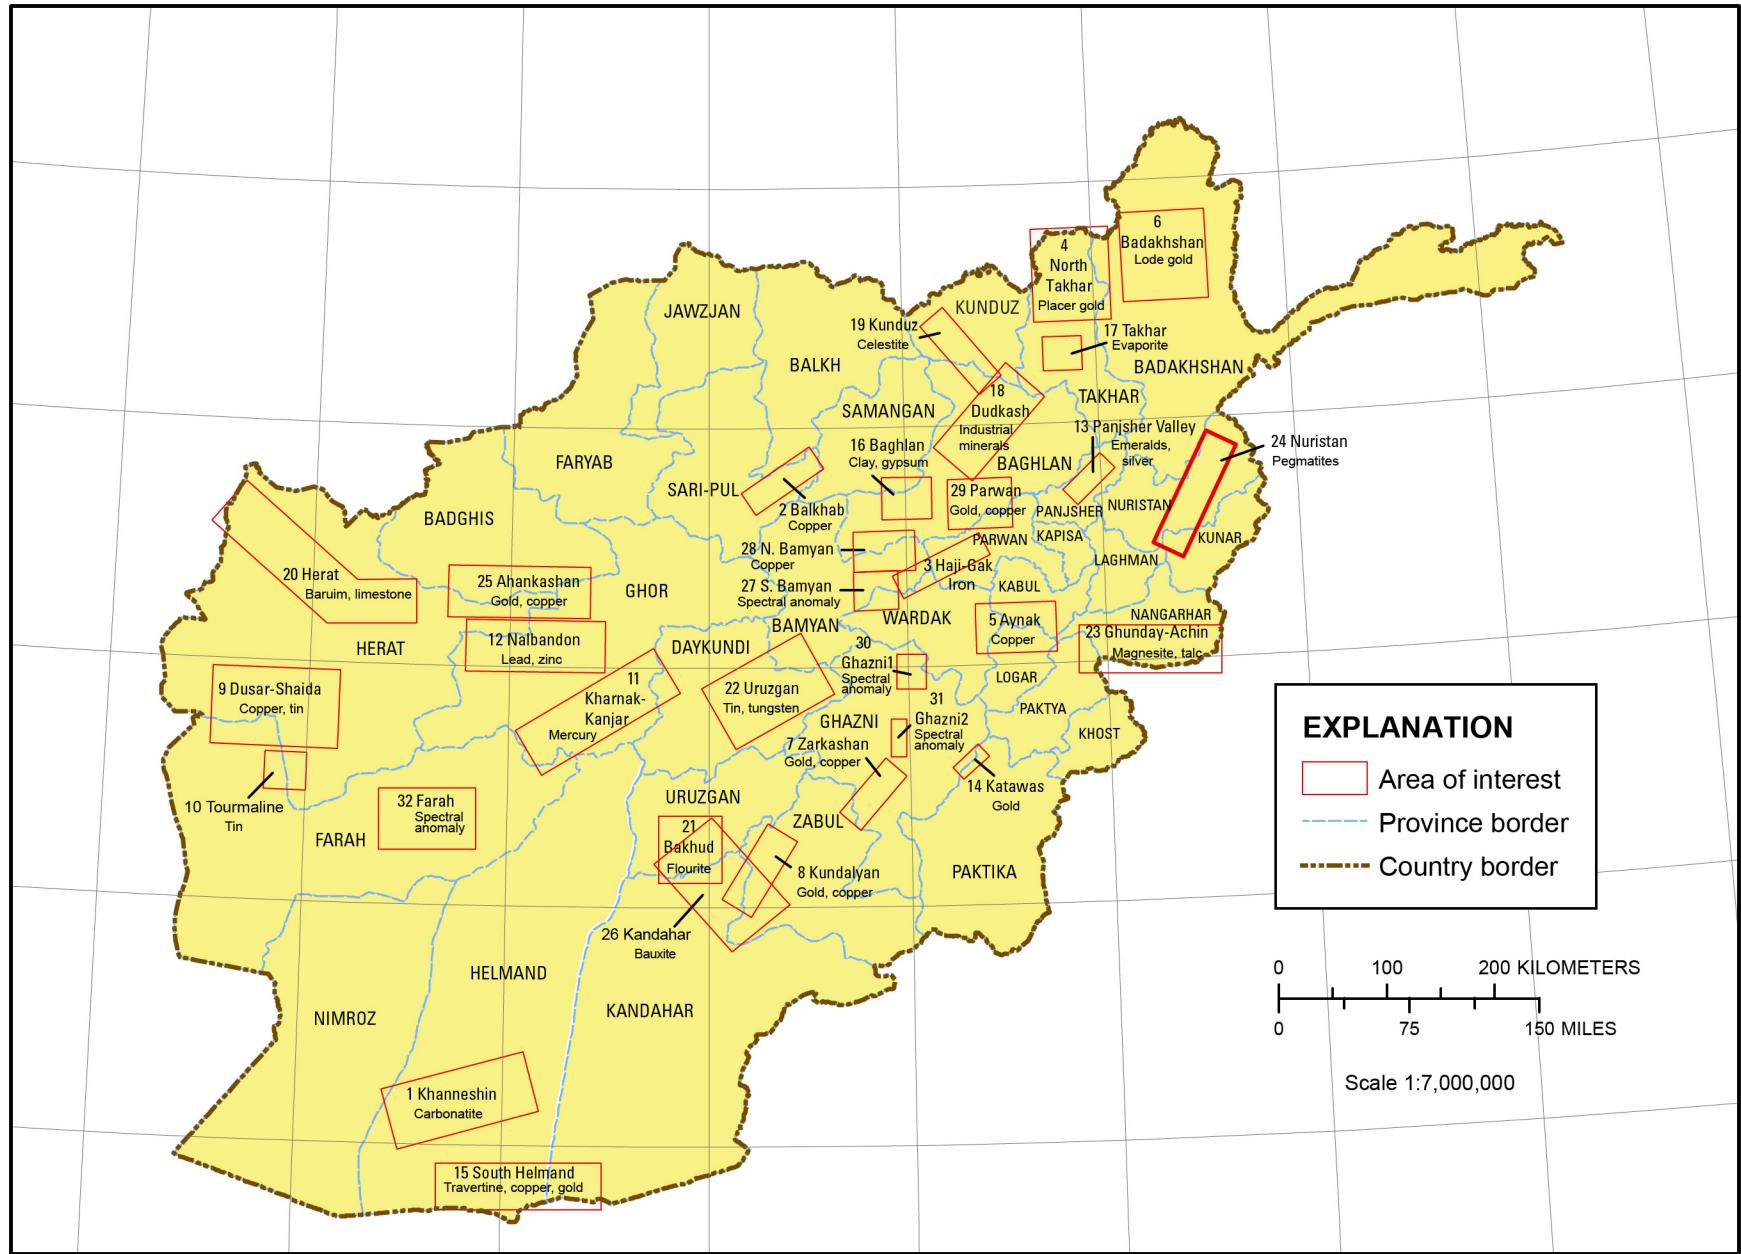 6
Badakhshan
Lode gold
4
North
Takhar
Placer gold
JAWZJAN
KUNDUZ
19 Kunduz
Celestite
17 Takhar
Evaporite
BALKH
BADAKHSHAN
SAMANGAN
18
Dudkash
Industrial
minerals
TAKHAR
13 Panjsher Valley
Emeralds,
silver
24 Nuristan
Pegmatites
16 Baghlan
Clay, gypsum
FARYAB
BAGHLAN
SARI-PUL
2 Balkhab
Copper
29 Parwan
Gold, copper
PANJSHER
NURISTAN
BADGHIS
28 N. Bamyan
Copper
PARWAN
KAPISA
KUNAR
LAGHMAN
3 Haji-Gak
Iron
20 Herat
Baruim, limestone
25 Ahankashan
Gold, copper
GHOR
27 S. Bamyan
Spectral anomaly
KABUL
NANGARHAR
WARDAK
5 Aynak
Copper
BAMYAN
23 Ghunday-Achin
Magnesite, talc
HERAT
12 Nalbandon
Lead, zinc
DAYKUNDI
30
Ghazni1
Spectral
anomaly
LOGAR
9 Dusar-Shaida
Copper, tin
11
Kharnak-
Kanjar
Mercury
22 Uruzgan
Tin, tungsten
31
Ghazni2
Spectral
anomaly
PAKTYA
GHAZNI
KHOST
7 Zarkashan
Gold, copper
14 Katawas
Gold
10 Tourmaline
Tin
32 Farah
Spectral
anomaly
URUZGAN
FARAH
ZABUL
21
Bakhud
Flourite
8 Kundalyan
Gold, copper
PAKTIKA
26 Kandahar
Bauxite
HELMAND
NIMROZ
KANDAHAR
1 Khanneshin
Carbonatite
15 South Helmand
Travertine, copper, gold
EXPLANATION
Area of interest
Province border
Country border
0 100 200 KILOMETERS
0 75 150 MILES
Scale 1:7,000,000